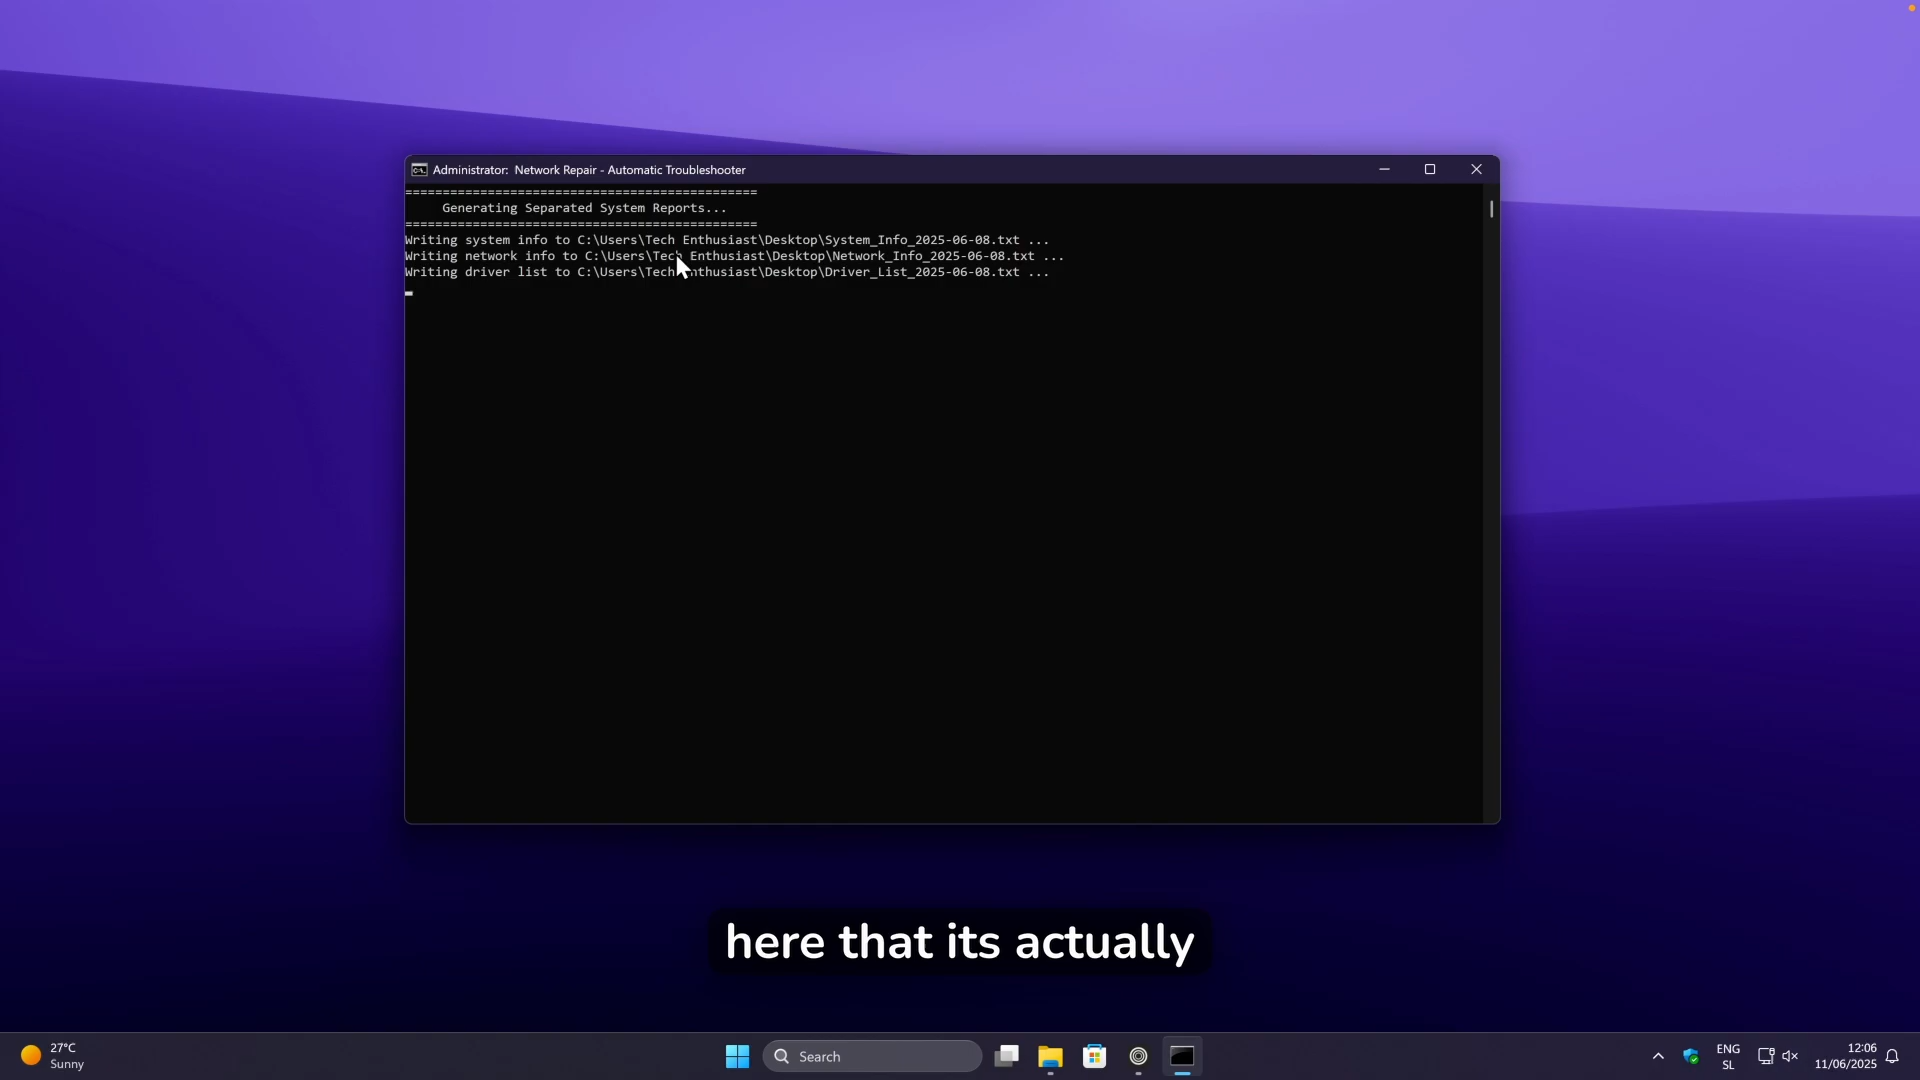 Administrator: Network Repair - Automatic Troubleshooter
===============================================
Generating Separated System Reports...
===============================================
Writing system info to C:\Users\Tech Enthusiast\Desktop\System_Info_2025-06-08.txt ...
Writing network info to C:\Users\Tech Enthusiast\Desktop\Network_Info_2025-06-08.txt ...
Writing driver list to C:\Users\Tech Enthusiast\Desktop\Driver_List_2025-06-08.txt ...
here that its actually
27°C
Sunny
Search
ENG
SL
12:06
11/06/2025